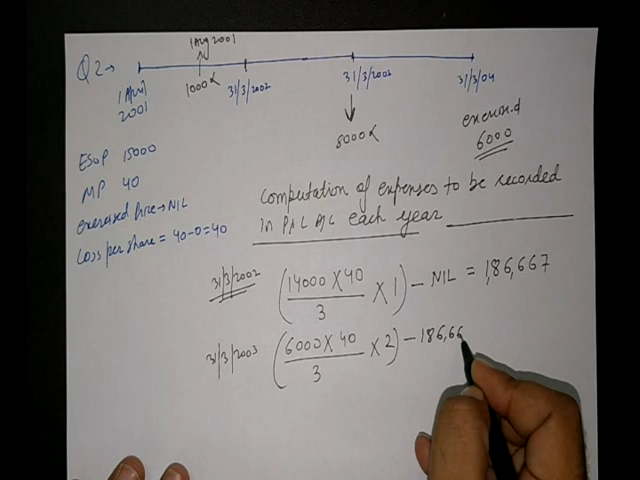 Q2→
1 Aug 2001
1 April 2001
1000 ∝
31/3/2002
31/3/2003
31/3/04
8000 ∝
exercised
6000
ESOP 15000
MP 40
exercised Price → NIL
Loss per share = 40-0=40
Computation of expenses to be recorded
in P&L A/C each year
31/3/2002 (14000 X 40 / 3 X 1) - NIL = 1,86,667
31/3/2003 (6000 X 40 / 3 X 2) - 186,66